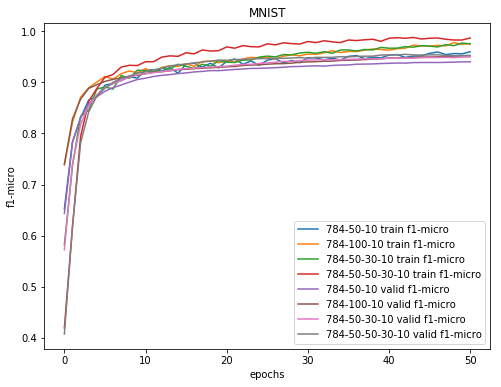 MNIST
1.0
0.9
0.8
0.7
0.6
0.5
0.4
f1-micro
784-50-10 train f1-micro
784-100-10 train f1-micro
784-50-30-10 train f1-micro
784-50-50-30-10 train f1-micro
784-50-10 valid f1-micro
784-100-10 valid f1-micro
784-50-30-10 valid f1-micro
784-50-50-30-10 valid f1-micro
0 10 20 30 40 50
epochs